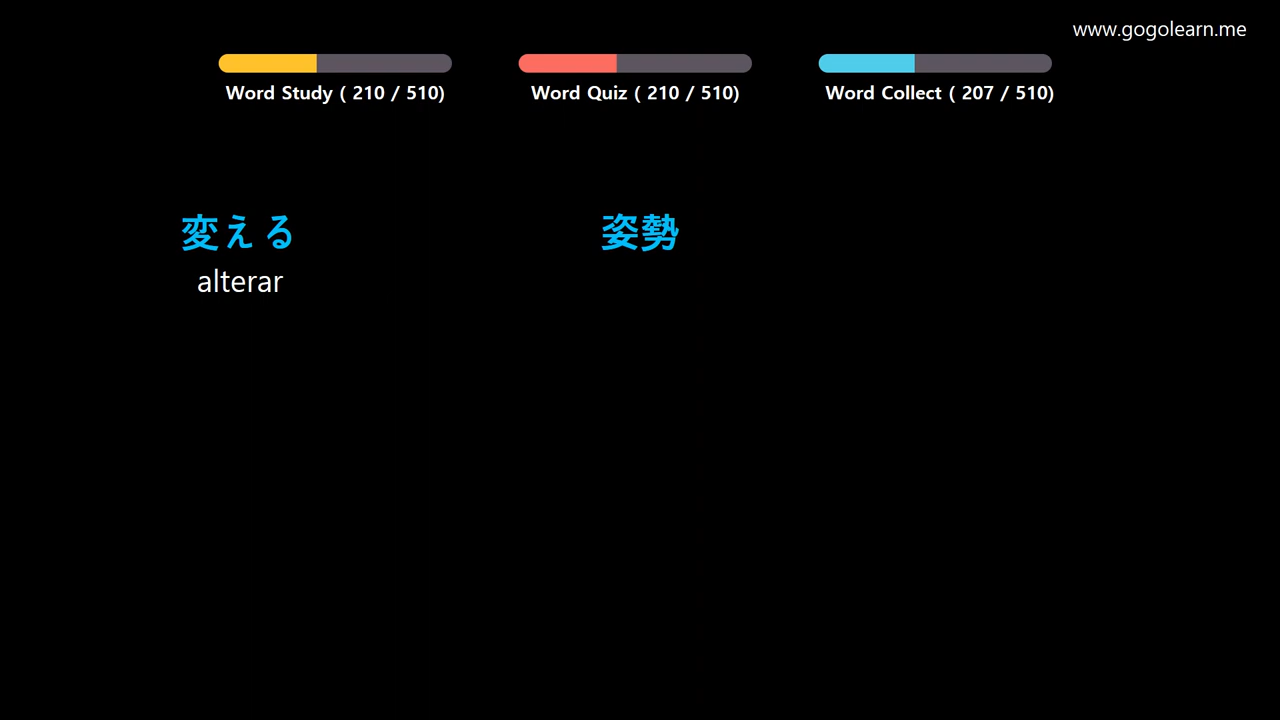 www.gogolearn.me
Word Study ( 210 / 510)
Word Quiz ( 210 / 510)
Word Collect ( 207 / 510)
変える
alterar
姿勢